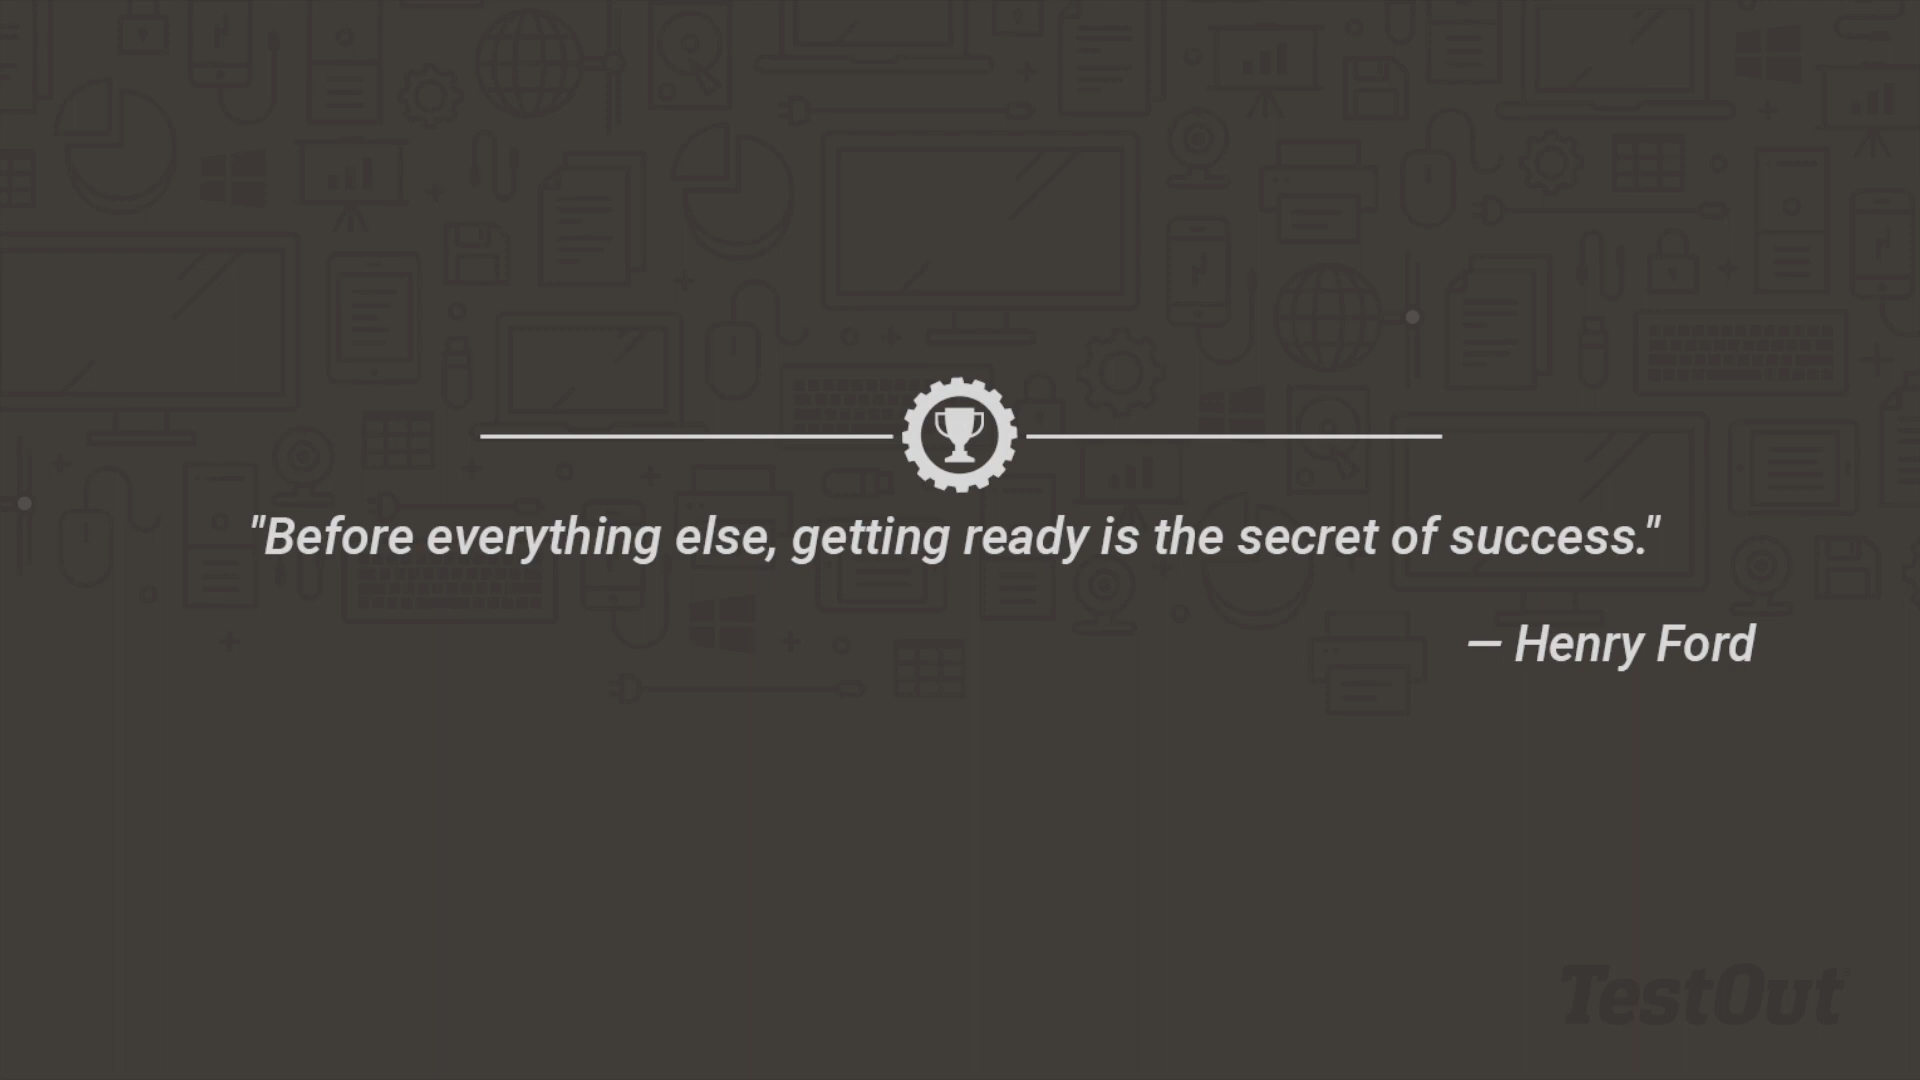 "Before everything else, getting ready is the secret of success."
— Henry Ford
TestOut